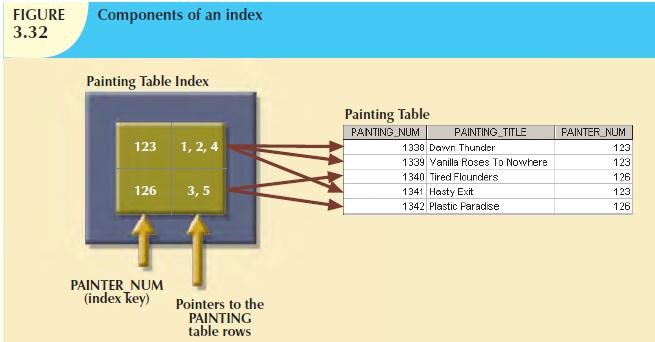 FIGURE
3.32
Components of an index
Painting Table Index
123 1, 2, 4
126 3, 5
PAINTER_NUM
(index key)
Pointers to the
PAINTING
table rows
Painting Table
PAINTING_NUM PAINTING_TITLE PAINTER_NUM
1338 Dawn Thunder 123
1339 Vanilla Roses To Nowhere 123
1340 Tired Flounders 126
1341 Hasty Exit 123
1342 Plastic Paradise 126